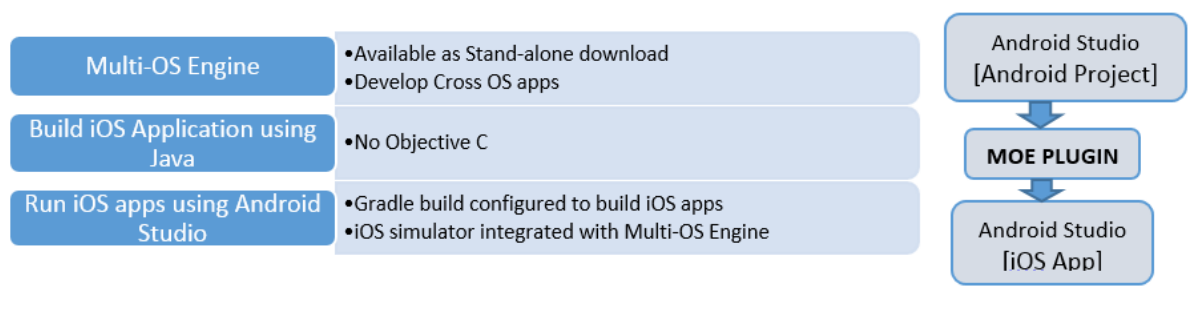 Multi-OS Engine
•Available as Stand-alone download
•Develop Cross OS apps
Build iOS Application using
Java
•No Objective C
Run iOS apps using Android
Studio
•Gradle build configured to build iOS apps
•iOS simulator integrated with Multi-OS Engine
Android Studio
[Android Project]
MOE PLUGIN
Android Studio
[iOS App]